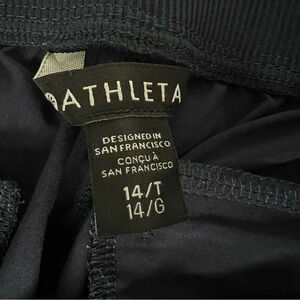 ATHLETA
DESIGNED IN
SAN FRANCISCO
CONÇU À
SAN FRANCISCO
14/T
14/G